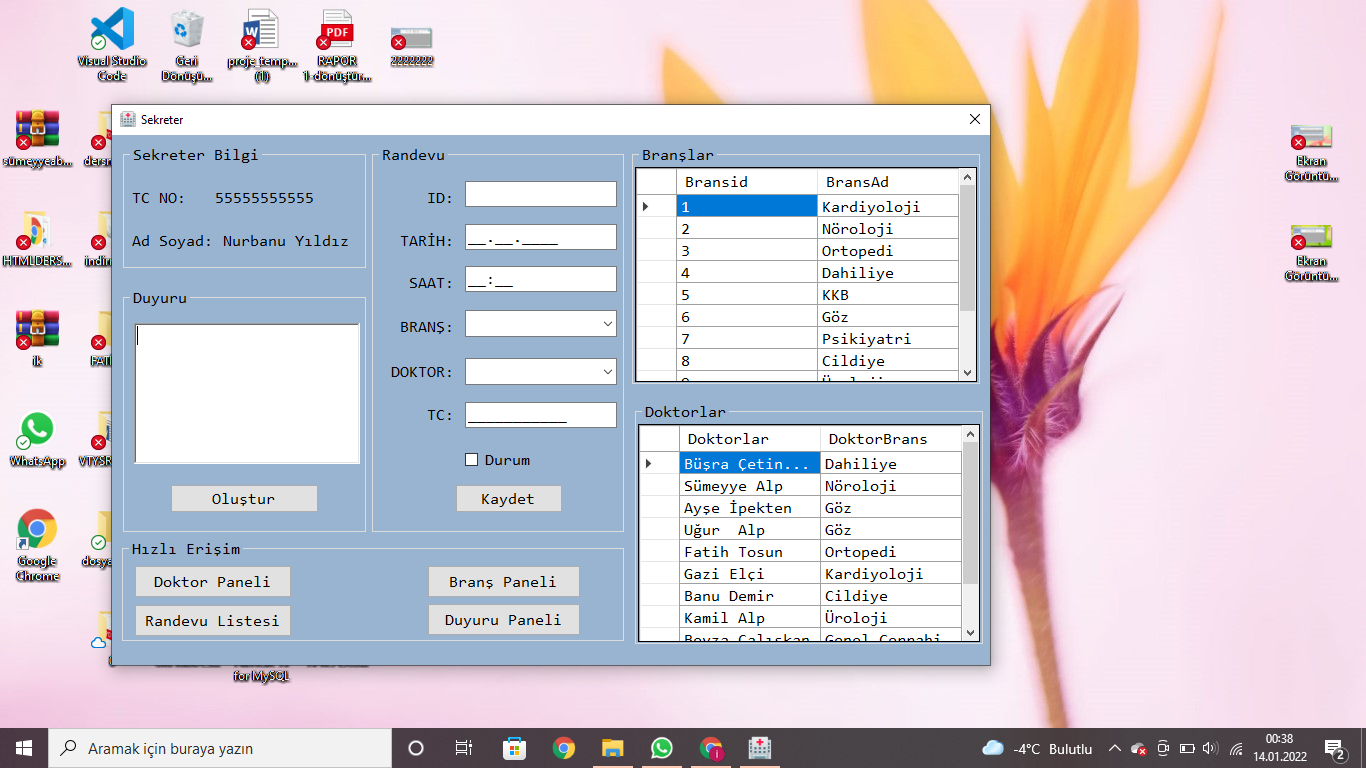 Visual Studio
Code
Geri
Dönüşü...
proje_temp...
(1)
RAPOR
1-dönüştür...
2222222
sümeyyeab...
HTMLDERS...
ik
WhatsApp
Google
Chrome
for MySQL
Ekran
Görüntü...
Ekran
Görüntü...
Sekreter
Sekreter Bilgi
TC NO: 55555555555
Ad Soyad: Nurbanu Yıldız
Duyuru
Oluştur
Randevu
ID:
TARİH: __.__.____
SAAT: __:__
BRANŞ:
DOKTOR:
TC: ___________
Durum
Kaydet
Hızlı Erişim
Doktor Paneli
Branş Paneli
Randevu Listesi
Duyuru Paneli
Branşlar
Bransid BransAd
1 Kardiyoloji
2 Nöroloji
3 Ortopedi
4 Dahiliye
5 KKB
6 Göz
7 Psikiyatri
8 Cildiye
Doktorlar
Doktorlar DoktorBrans
Büşra Çetin... Dahiliye
Sümeyye Alp Nöroloji
Ayşe İpekten Göz
Uğur Alp Göz
Fatih Tosun Ortopedi
Gazi Elçi Kardiyoloji
Banu Demir Cildiye
Kamil Alp Üroloji
Aramak için buraya yazın
-4°C Bulutlu
00:38
14.01.2022
2